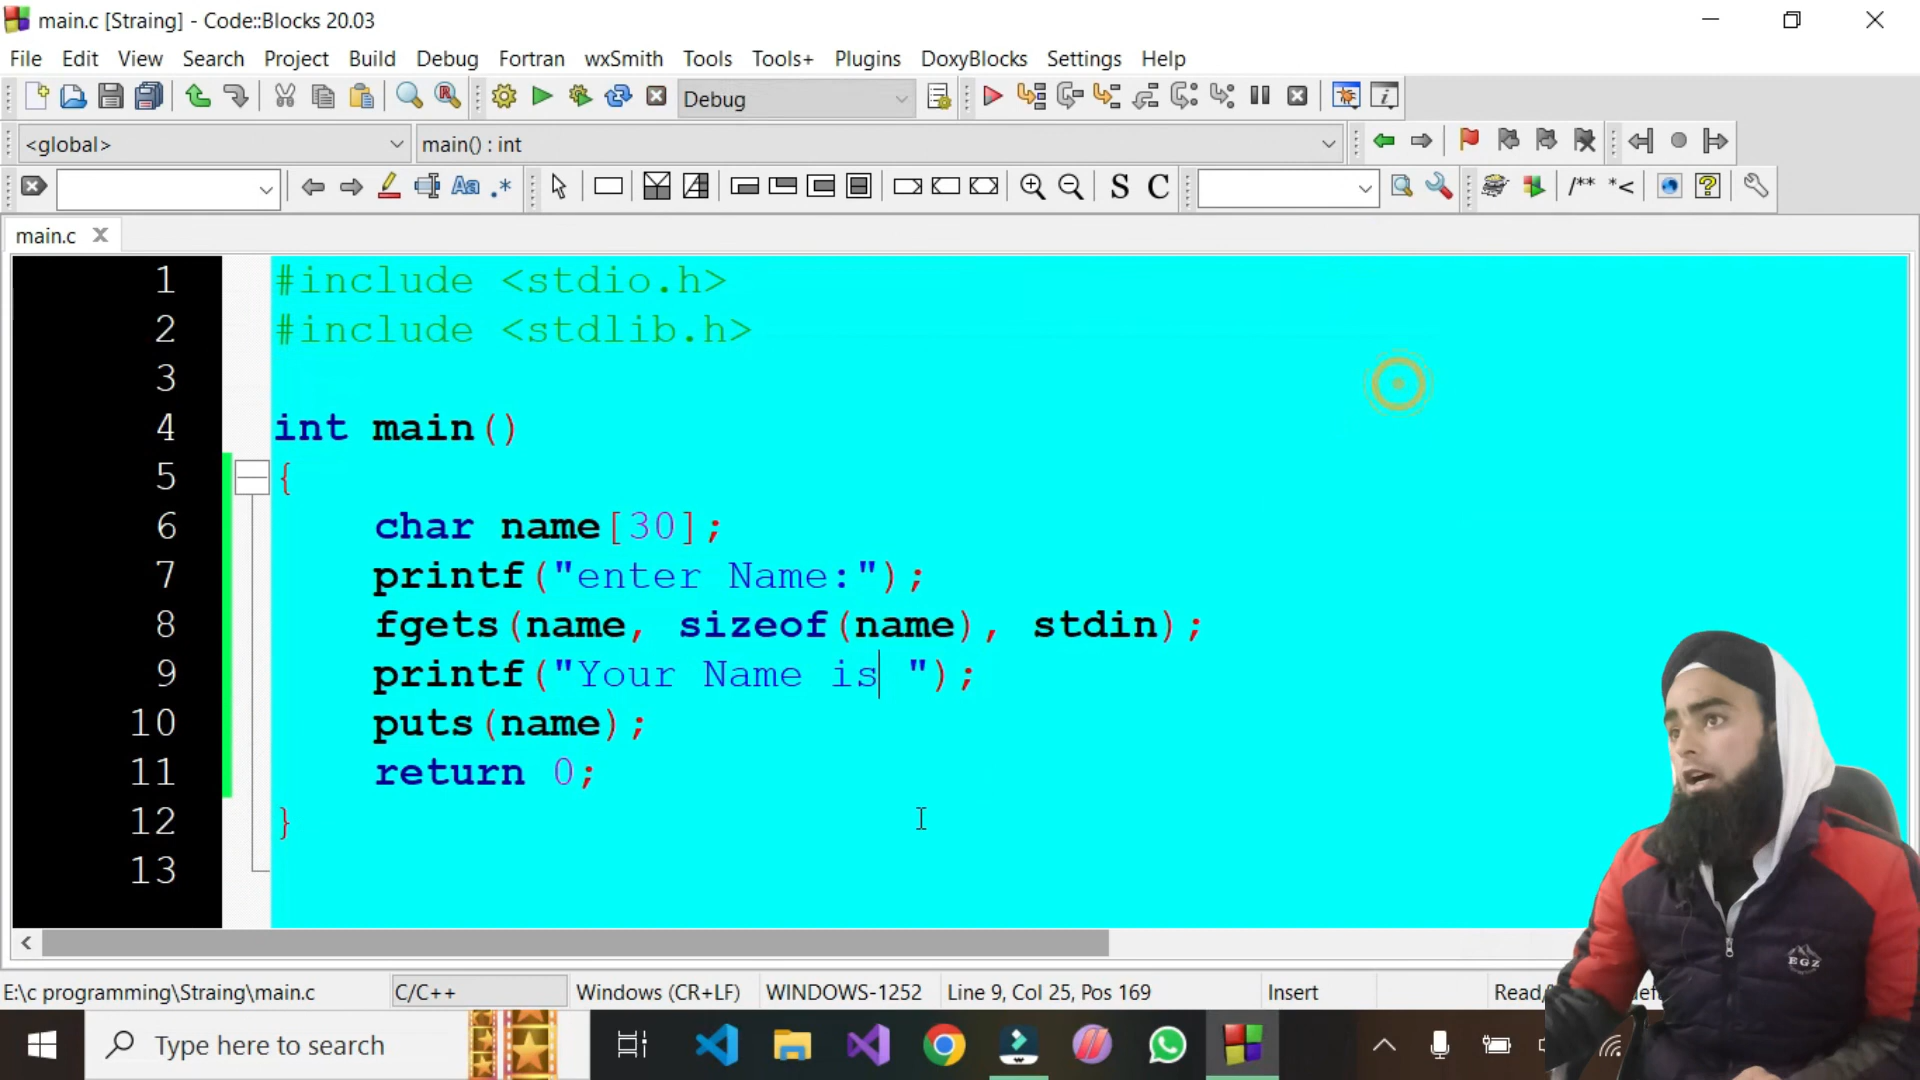 main.c [Straing] - Code::Blocks 20.03
File Edit View Search Project Build Debug Fortran wxSmith Tools Tools+ Plugins DoxyBlocks Settings Help
Debug
<global> main() : int
S C /** *<
main.c
1 #include <stdio.h>
2 #include <stdlib.h>
3
4 int main()
5 {
6 char name[30];
7 printf("enter Name:");
8 fgets(name, sizeof(name), stdin);
9 printf("Your Name is ");
10 puts(name);
11 return 0;
12 }
13
EGZ
E:\c programming\Straing\main.c C/C++ Windows (CR+LF) WINDOWS-1252 Line 9, Col 25, Pos 169 Insert
Type here to search